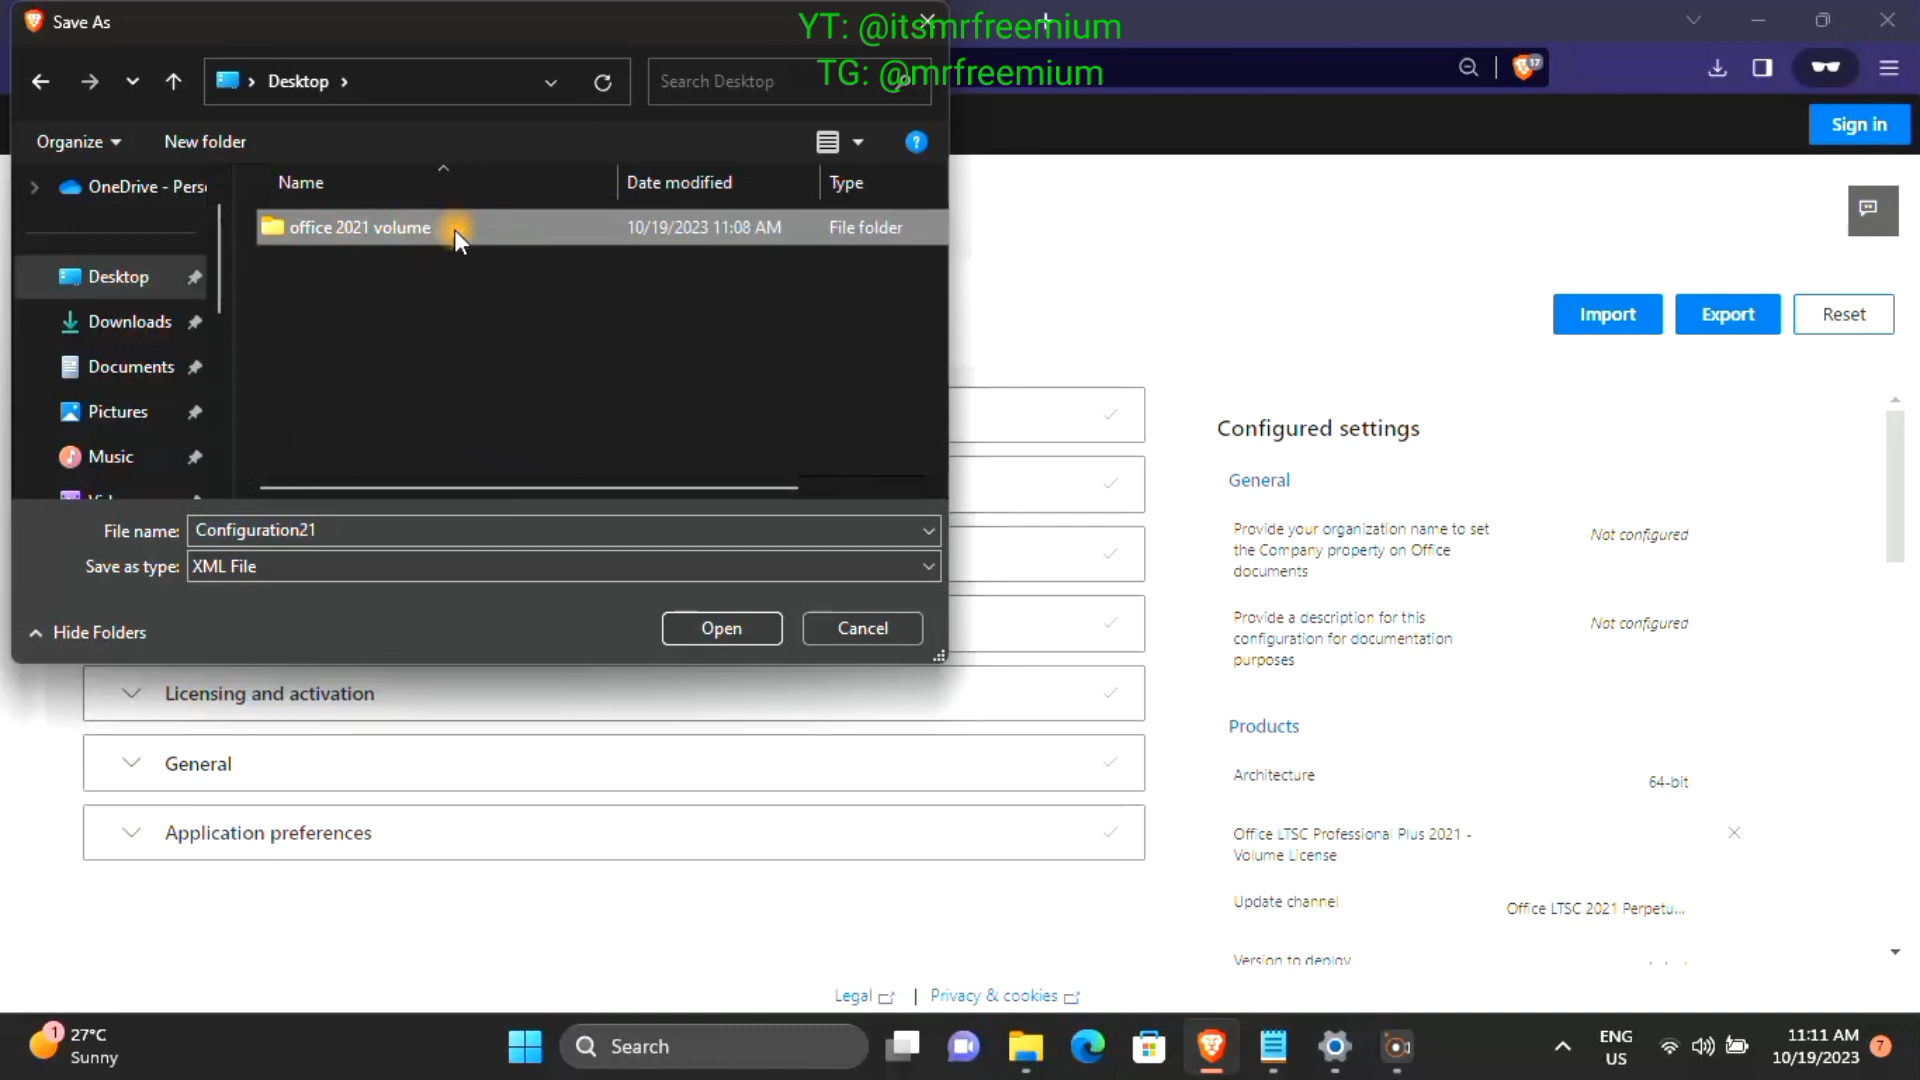 Save As
YT: @itsmrfreemium
TG: @mrfreemium
Desktop
Search Desktop
17
Organize
New folder
Sign in
OneDrive - Pers
Name
Date modified
Type
office 2021 volume
10/19/2023 11:08 AM
File folder
Desktop
Downloads
Documents
Pictures
Music
Import
Export
Reset
File name:
Configuration21
Save as type:
XML File
Open
Cancel
Hide Folders
Licensing and activation
General
Application preferences
Configured settings
General
Provide your organization name to set
the Company property on Office
documents
Not configured
Provide a description for this
configuration for documentation
purposes
Not configured
Products
Architecture
64-bit
Office LTSC Professional Plus 2021 -
Volume License
Update channel
Office LTSC 2021 Perpetu...
Version to deploy
Legal
|
Privacy & cookies
1
27°C
Sunny
Search
ENG
US
11:11 AM
10/19/2023
7